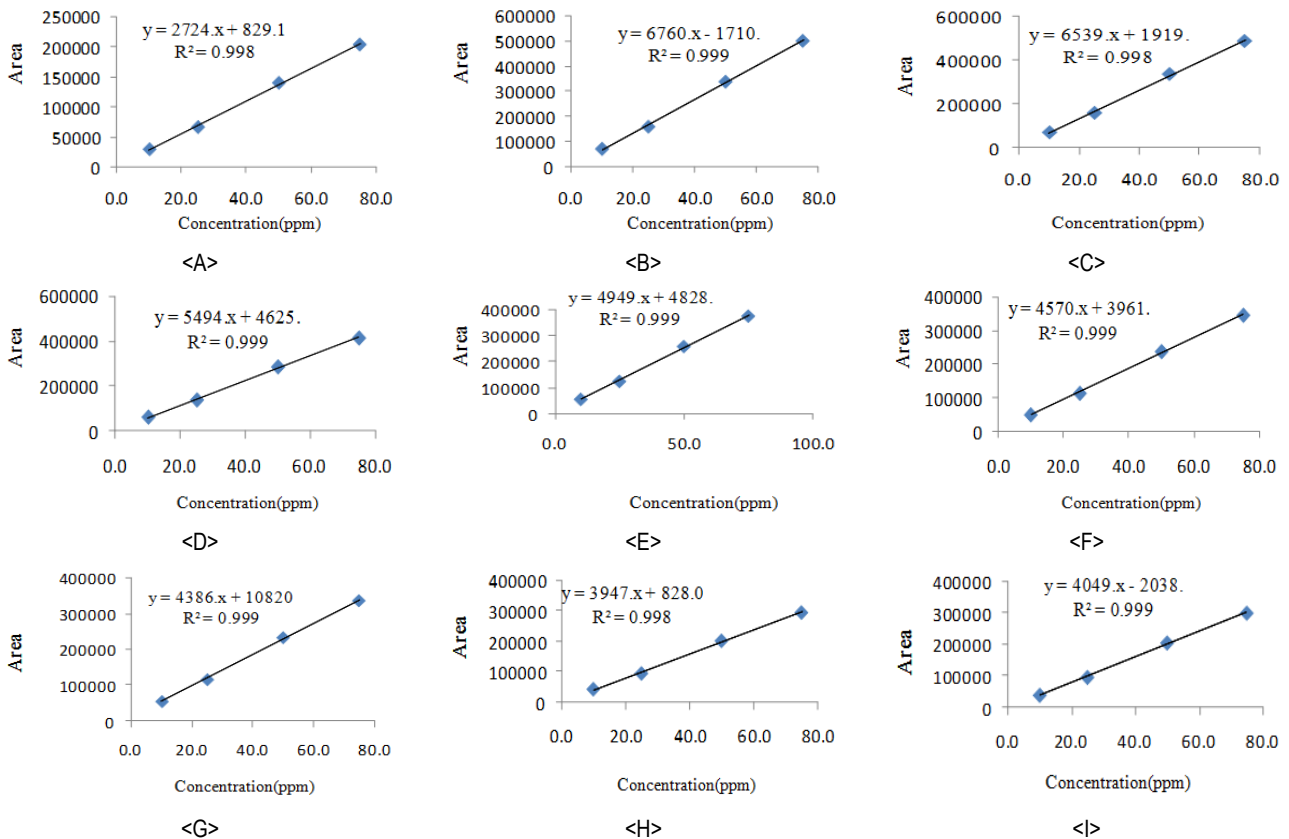 250000
200000
150000
100000
50000
0
Area
y = 2724.x + 829.1
R² = 0.998
0.0 20.0 40.0 60.0 80.0
Concentration(ppm)
<A>
600000
500000
400000
300000
200000
100000
0
Area
y = 6760.x - 1710.
R² = 0.999
0.0 20.0 40.0 60.0 80.0
Concentration(ppm)
<B>
600000
400000
200000
0
Area
y = 6539.x + 1919.
R² = 0.998
0.0 20.0 40.0 60.0 80.0
Concentration(ppm)
<C>
600000
400000
200000
0
Area
y = 5494.x + 4625.
R² = 0.999
0.0 20.0 40.0 60.0 80.0
Concentration(ppm)
<D>
400000
300000
200000
100000
0
Area
y = 4949.x + 4828.
R² = 0.999
0.0 50.0 100.0
Concentration(ppm)
<E>
400000
300000
200000
100000
0
Area
y = 4570.x + 3961.
R² = 0.999
0.0 20.0 40.0 60.0 80.0
Concentration(ppm)
<F>
400000
300000
200000
100000
0
Area
y = 4386.x + 10820
R² = 0.999
0.0 20.0 40.0 60.0 80.0
Concentration(ppm)
<G>
400000
300000
200000
100000
0
Area
y = 3947.x + 828.0
R² = 0.998
0.0 20.0 40.0 60.0 80.0
Concentration(ppm)
<H>
400000
300000
200000
100000
0
Area
y = 4049.x - 2038.
R² = 0.999
0.0 20.0 40.0 60.0 80.0
Concentration(ppm)
<I>